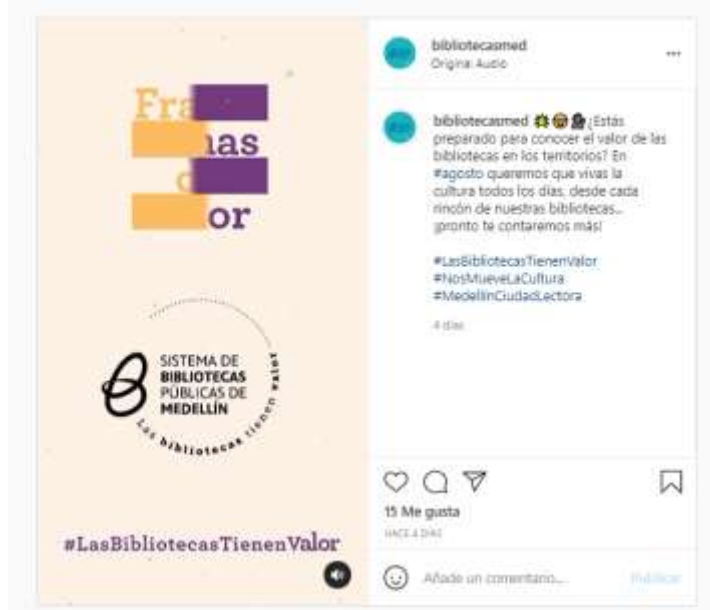 Fra
nas
or
SISTEMA DE
BIBLIOTECAS
PÚBLICAS DE
MEDELLÍN
Las bibliotecas tienen valor
#LasBibliotecasTienenValor
bibliotecasmed
Original Audio
bibliotecasmed ¿Estás
preparado para conocer el valor de las
bibliotecas en los territorios? En
#agosto queremos que vivas la
cultura todos los días, desde cada
rincón de nuestras bibliotecas...
¡pronto te contaremos más!
#LasBibliotecasTienenValor
#NosMueveLaCultura
#MedellínCiudadLectora
4 días
15 Me gusta
HACE 4 DÍAS
Añade un comentario...
Publicar